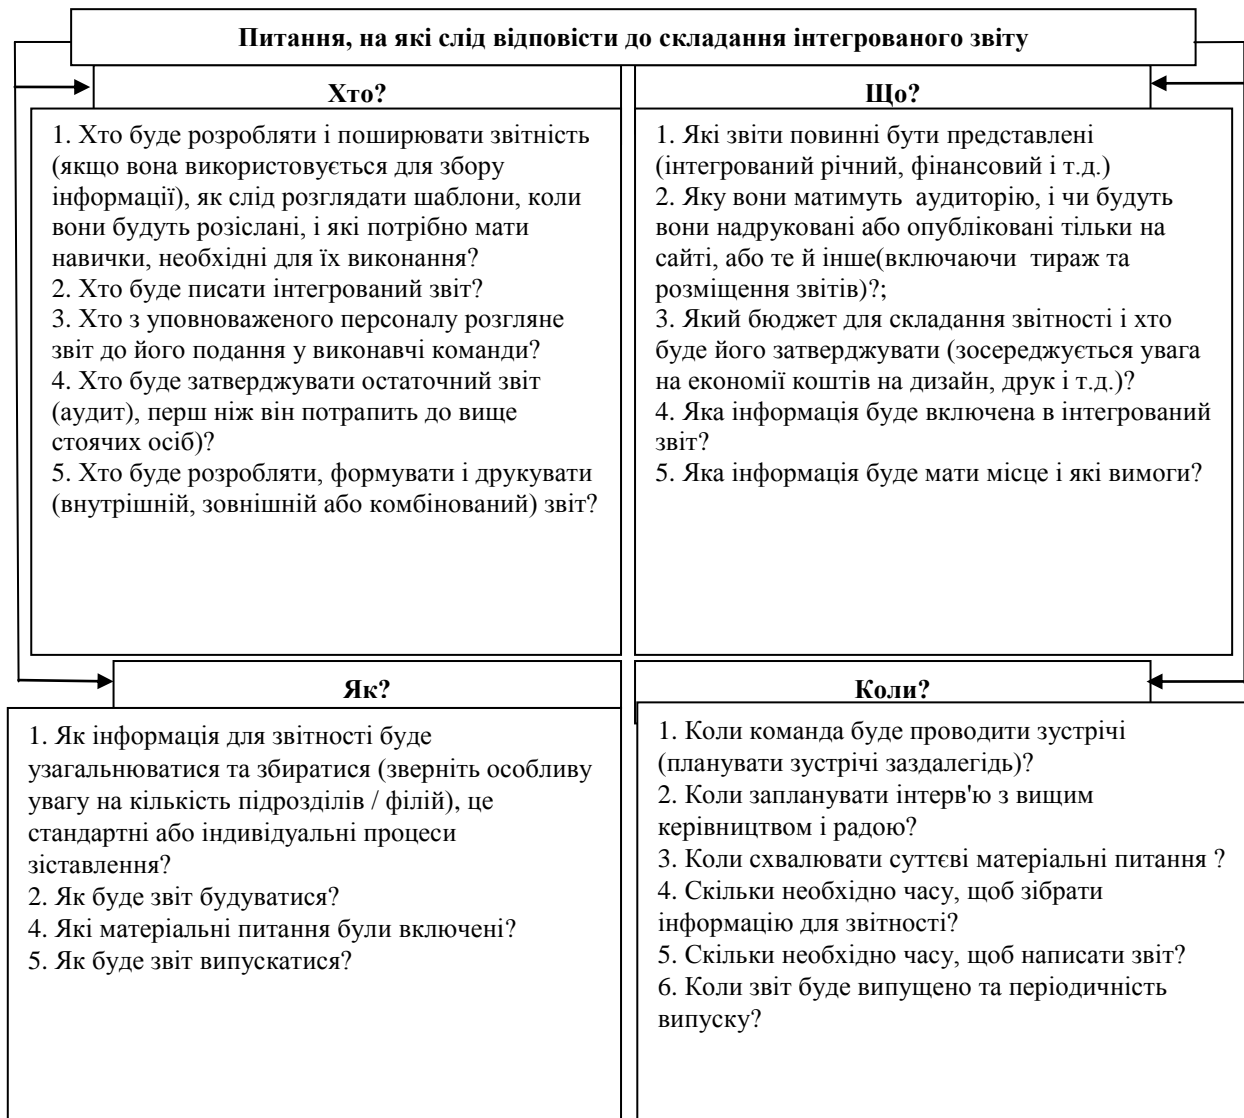 Питання, на які слід відповісти до складання інтегрованого звіту
Хто?
1. Хто буде розробляти і поширювати звітність
(якщо вона використовується для збору
інформації), як слід розглядати шаблони, коли
вони будуть розіслані, і які потрібно мати
навички, необхідні для їх виконання?
2. Хто буде писати інтегрований звіт?
3. Хто з уповноваженого персоналу розгляне
звіт до його подання у виконавчі команди?
4. Хто буде затверджувати остаточний звіт
(аудит), перш ніж він потрапить до вище
стоячих осіб)?
5. Хто буде розробляти, формувати і друкувати
(внутрішній, зовнішній або комбінований) звіт?
Що?
1. Які звіти повинні бути представлені
(інтегрований річний, фінансовий і т.д.)
2. Яку вони матимуть  аудиторію, і чи будуть
вони надруковані або опубліковані тільки на
сайті, або те й інше(включаючи  тираж та
розміщення звітів)?;
3. Який бюджет для складання звітності і хто
буде його затверджувати (зосереджується увага
на економії коштів на дизайн, друк і т.д.)?
4. Яка інформація буде включена в інтегрований
звіт?
5. Яка інформація буде мати місце і які вимоги?
Як?
1. Як інформація для звітності буде
узагальнюватися та збиратися (зверніть особливу
увагу на кількість підрозділів / філій), це
стандартні або індивідуальні процеси
зіставлення?
2. Як буде звіт будуватися?
4. Які матеріальні питання були включені?
5. Як буде звіт випускатися?
Коли?
1. Коли команда буде проводити зустрічі
(планувати зустрічі заздалегідь)?
2. Коли запланувати інтерв'ю з вищим
керівництвом і радою?
3. Коли схвалювати суттєві матеріальні питання ?
4. Скільки необхідно часу, щоб зібрати
інформацію для звітності?
5. Скільки необхідно часу, щоб написати звіт?
6. Коли звіт буде випущено та періодичність
випуску?